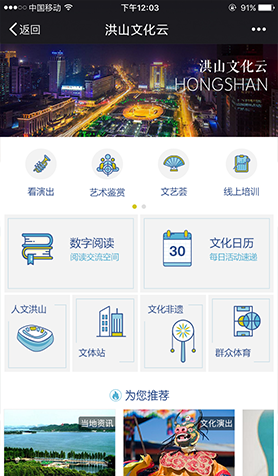 中国移动
下午12:03
91%
返回
洪山文化云
洪山文化云
HONGSHAN
看演出
艺术鉴赏
文艺荟
线上培训
数字阅读
阅读交流空间
30
文化日历
每日活动速递
人文洪山
文体站
文化非遗
群众体育
为您推荐
当地资讯
文化演出